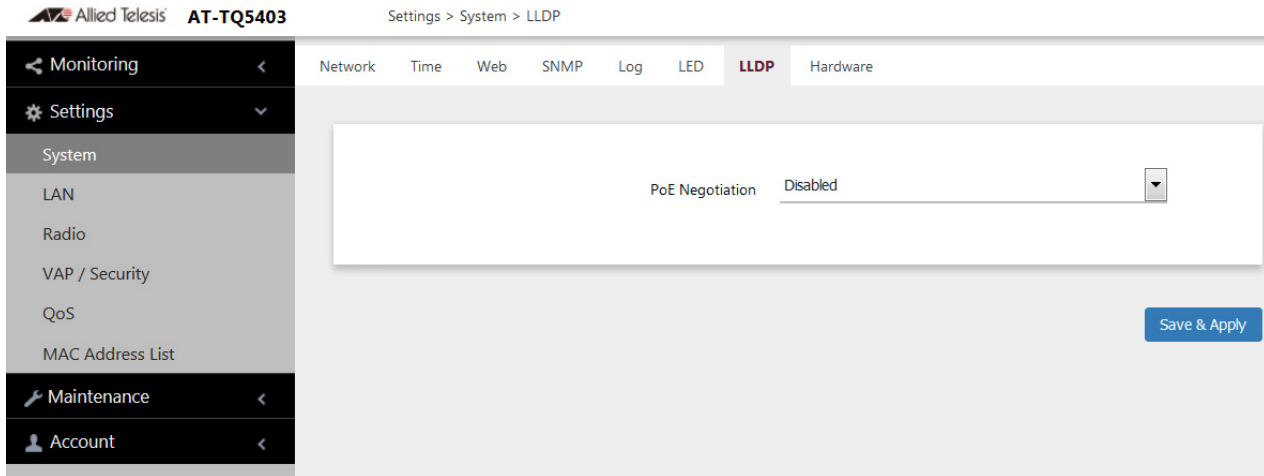 Allied Telesis AT-TQ5403 Settings > System > LLDP
Monitoring
Settings
System
LAN
Radio
VAP / Security
QoS
MAC Address List
Maintenance
Account
Network Time Web SNMP Log LED LLDP Hardware
PoE Negotiation Disabled
Save & Apply